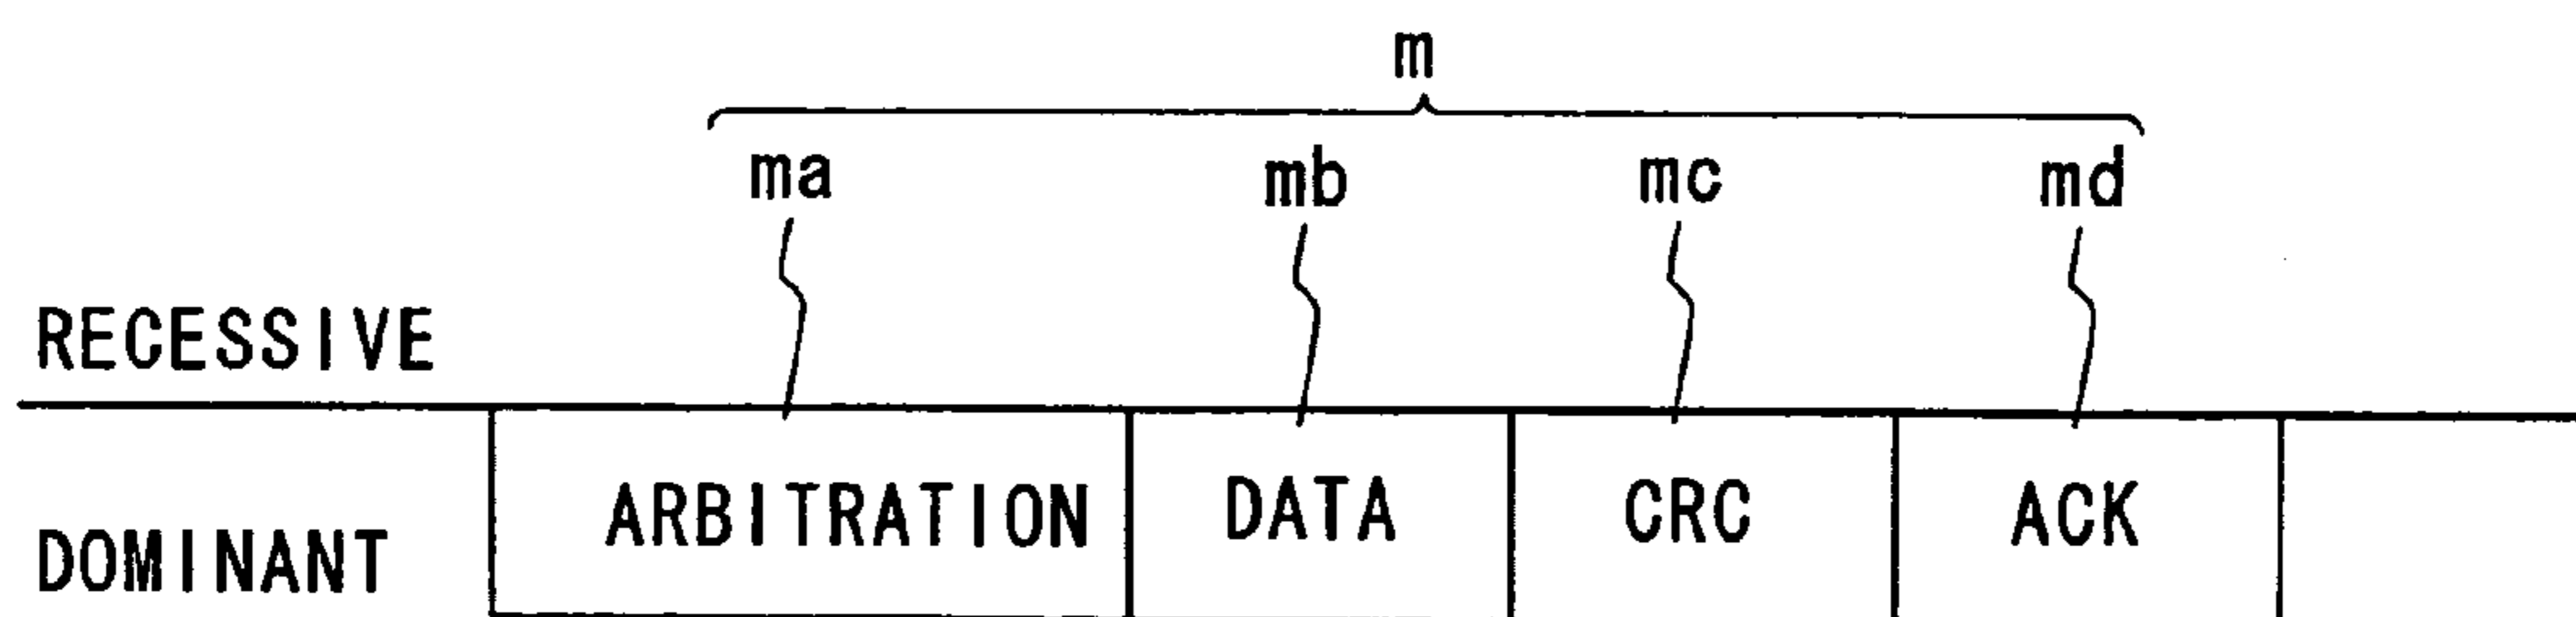 m
ma mb mc md
RECESSIVE
ARBITRATION DATA CRC ACK
DOMINANT